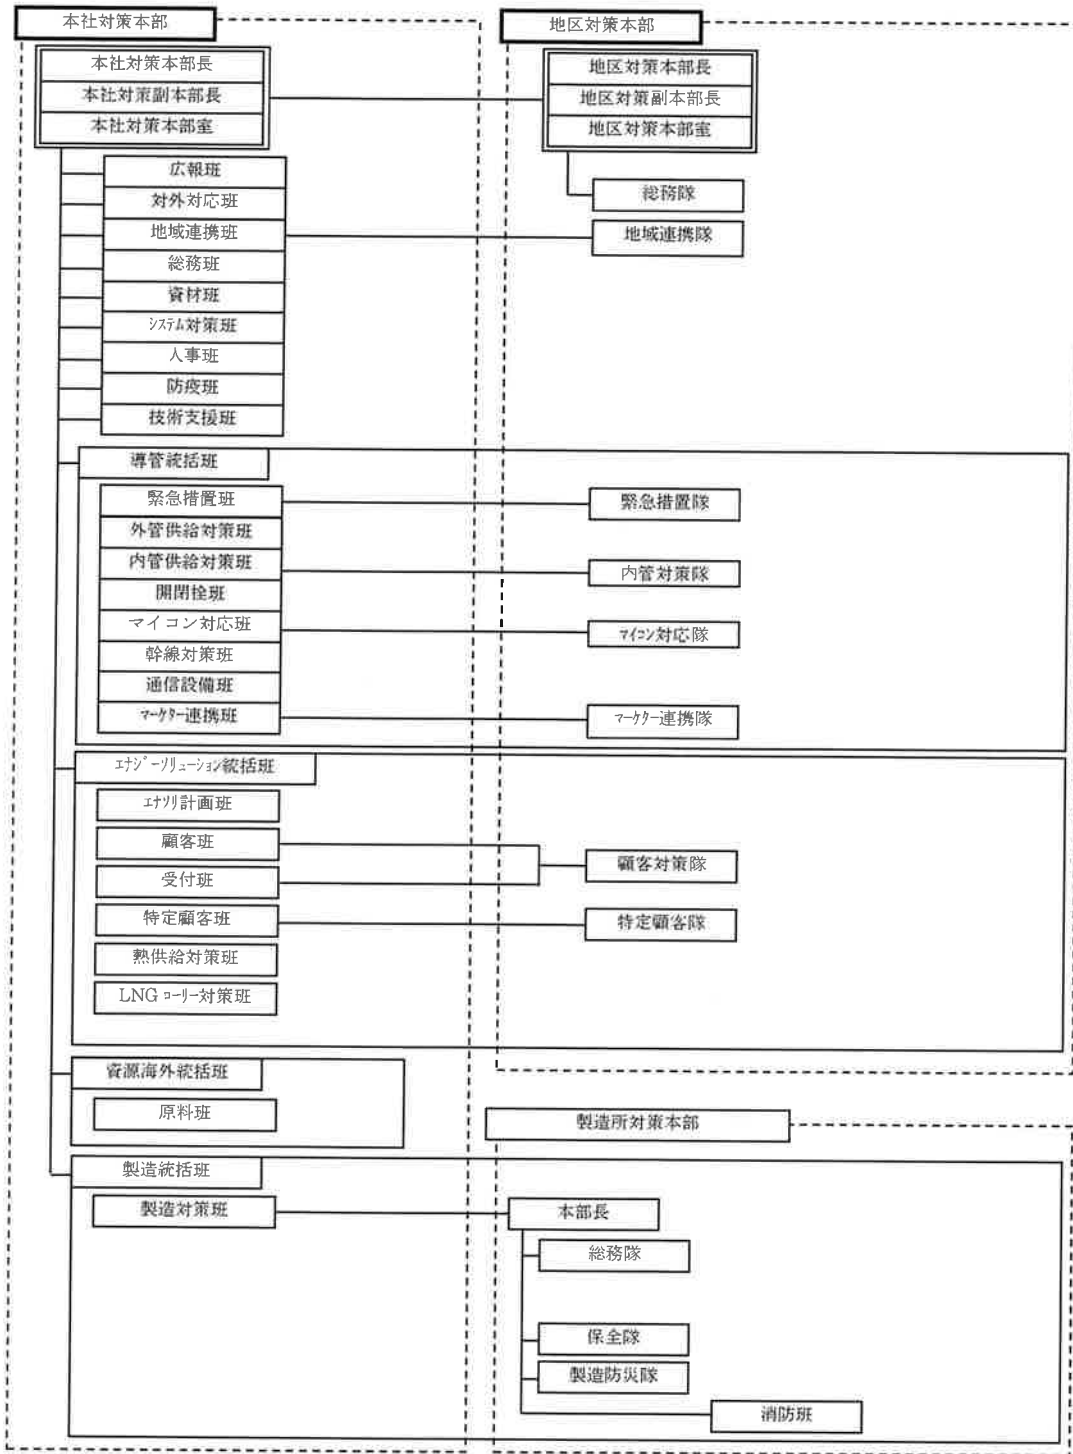 本社対策本部
地区対策本部
本社対策本部長
本社対策副本部長
本社対策本部室
地区対策本部長
地区対策副本部長
地区対策本部室
広報班
対外対応班
地域連携班
総務班
資材班
システム対策班
人事班
防疫班
技術支援班
総務隊
地域連携隊
導管統括班
緊急措置班
外管供給対策班
内管供給対策班
開閉栓班
マイコン対応班
幹線対策班
通信設備班
マーケター連携班
緊急措置隊
内管対策隊
マイコン対応隊
マーケター連携隊
エナジーソリューション統括班
エナソリ計画班
顧客班
受付班
特定顧客班
熱供給対策班
LNGローリー対策班
顧客対策隊
特定顧客隊
資源海外統括班
原料班
製造所対策本部
製造統括班
製造対策班
本部長
総務隊
保全隊
製造防災隊
消防班